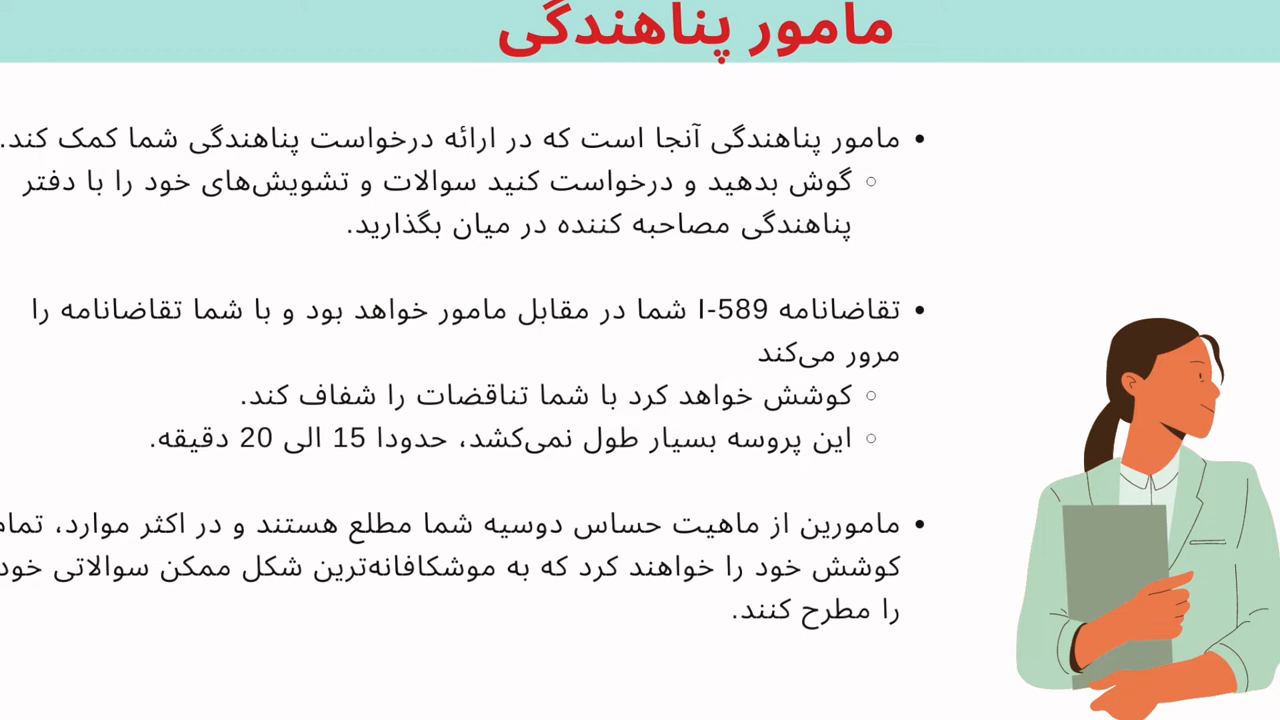 مامور پناهندگی
• مامور پناهندگی آنجا است که در ارائه درخواست پناهندگی شما کمک کند.
○ گوش بدهید و درخواست کنید سوالات و تشویش‌های خود را با دفتر
پناهندگی مصاحبه کننده در میان بگذارید.
• تقاضانامه I-589 شما در مقابل مامور خواهد بود و با شما تقاضانامه را
مرور می‌کند
○ کوشش خواهد کرد با شما تناقضات را شفاف کند.
○ این پروسه بسیار طول نمی‌کشد، حدودا 15 الی 20 دقیقه.
• مامورین از ماهیت حساس دوسیه شما مطلع هستند و در اکثر موارد، تمام
کوشش خود را خواهند کرد که به موشکافانه‌ترین شکل ممکن سوالاتی خود
را مطرح کنند.